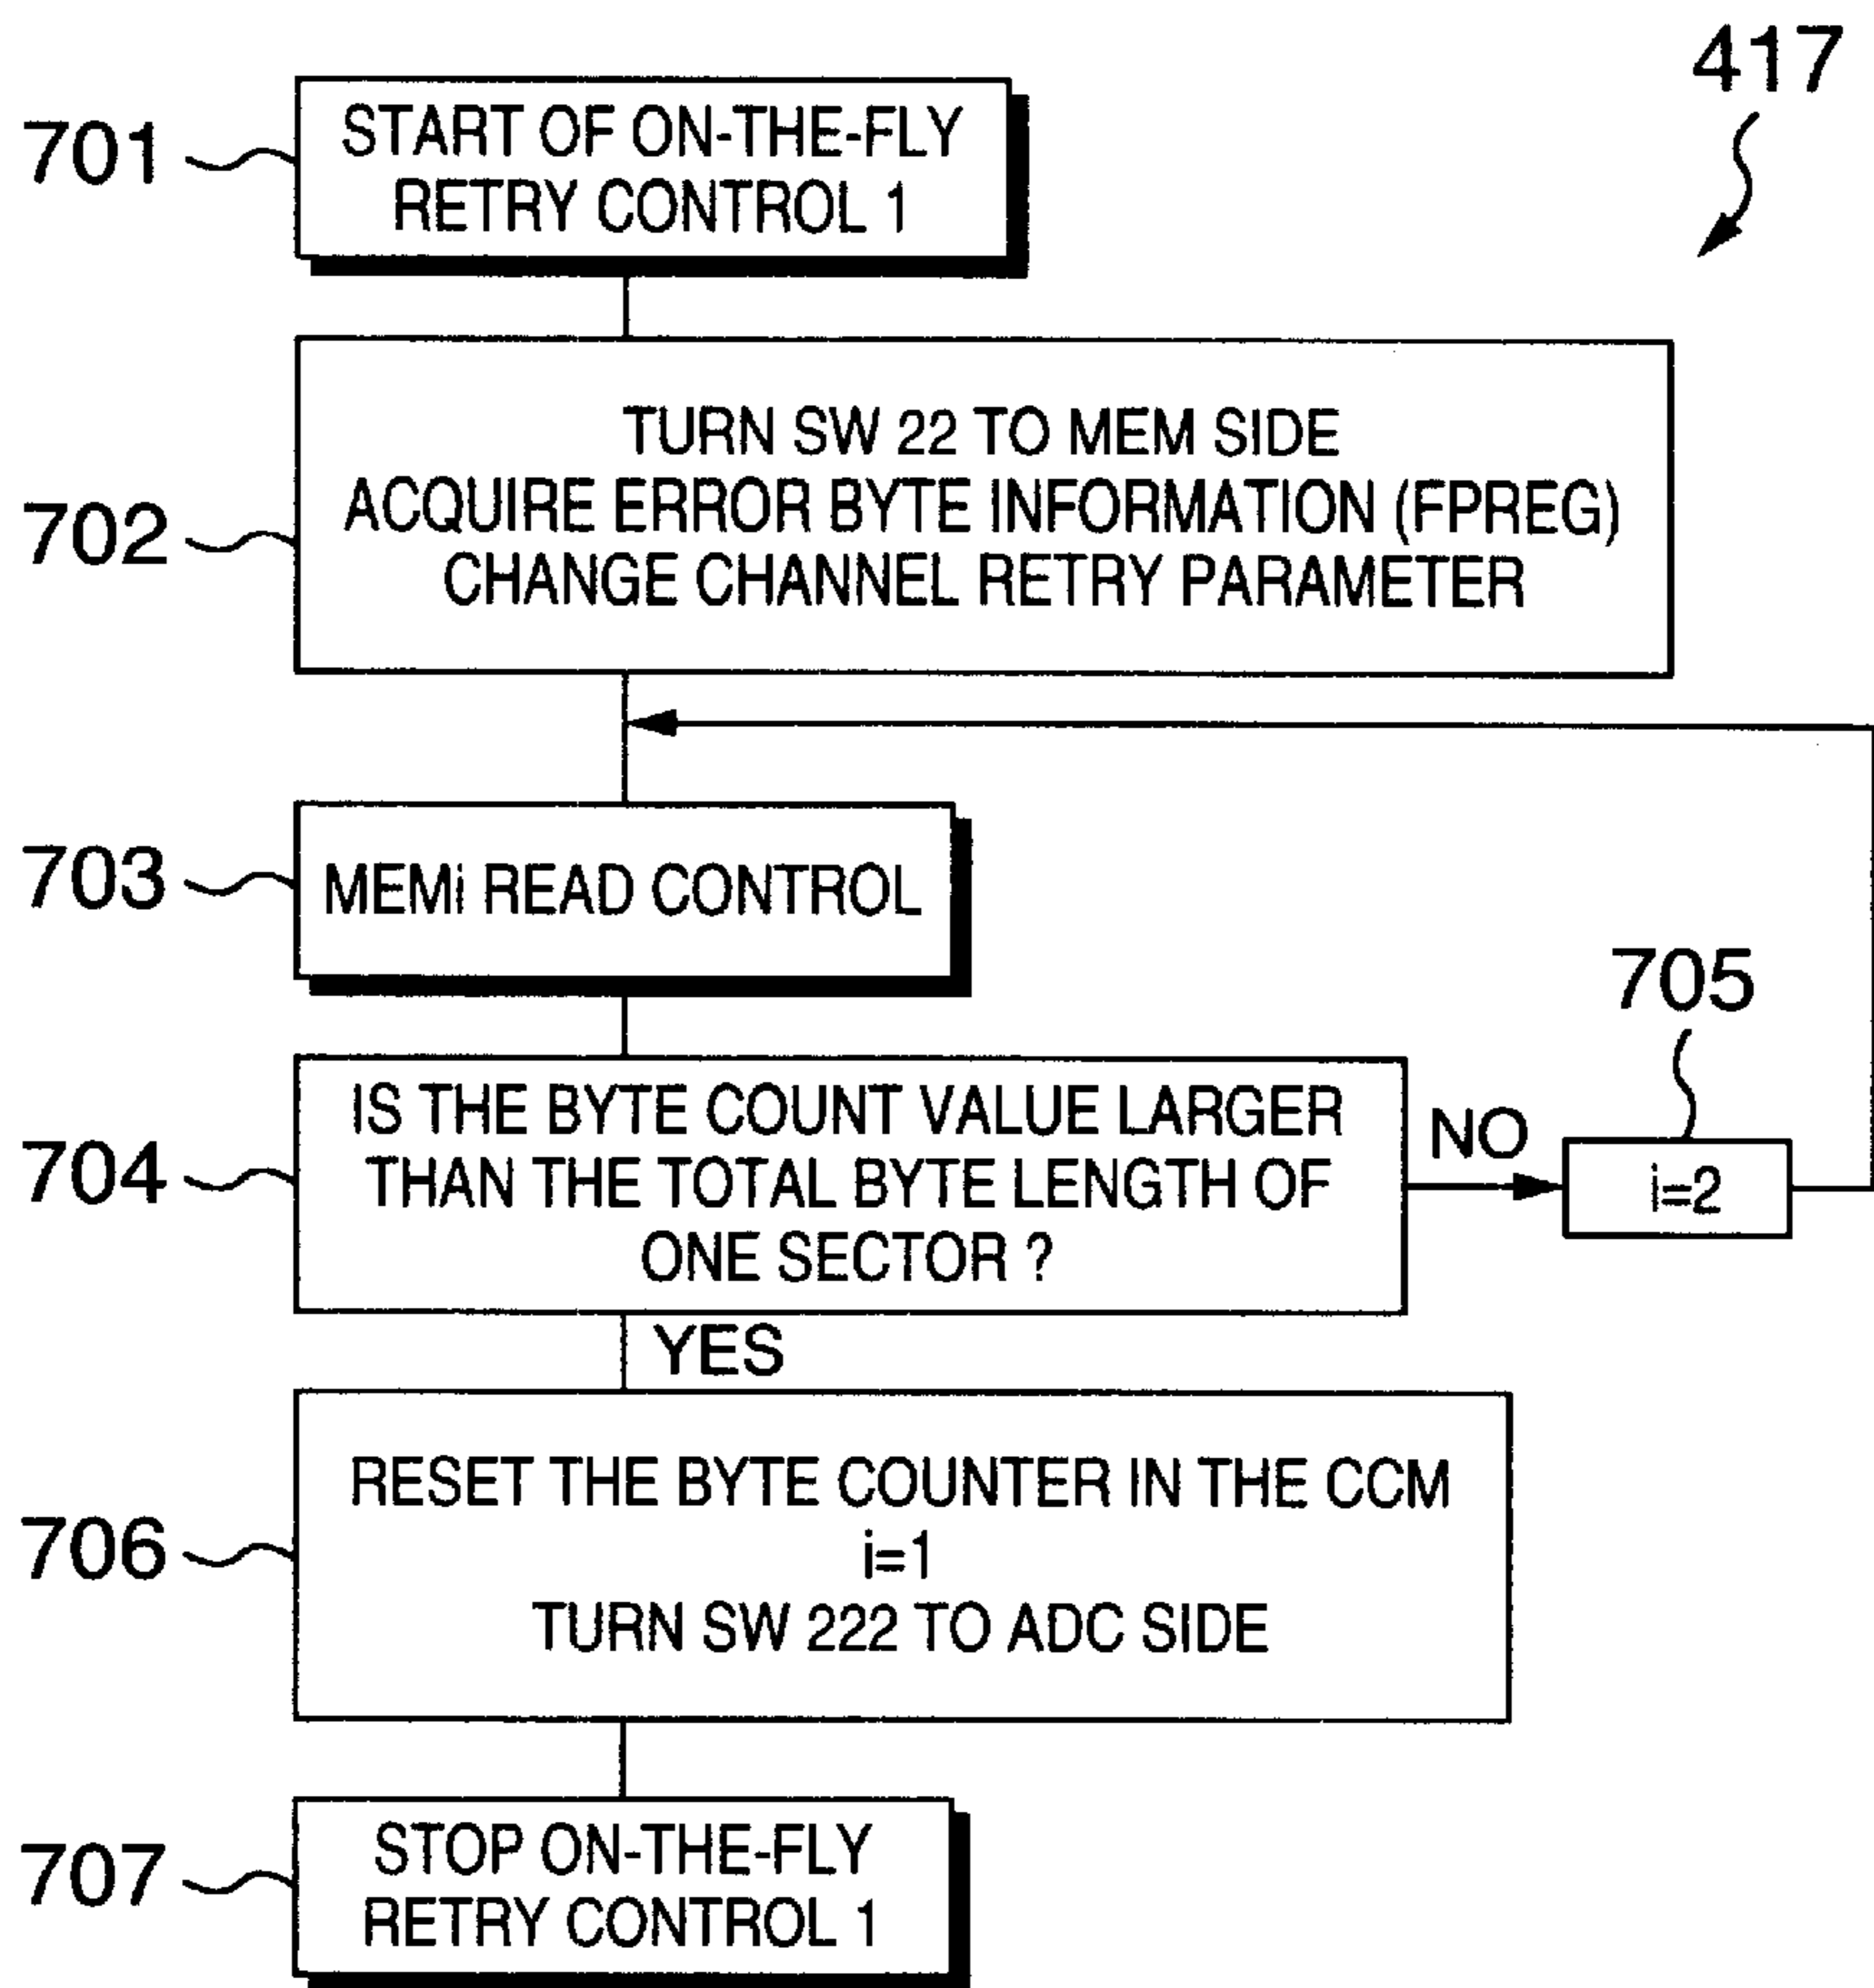 417
701
START OF ON-THE-FLY
RETRY CONTROL 1
702
TURN SW 22 TO MEM SIDE
ACQUIRE ERROR BYTE INFORMATION (FPREG)
CHANGE CHANNEL RETRY PARAMETER
703
MEMi READ CONTROL
704
IS THE BYTE COUNT VALUE LARGER
THAN THE TOTAL BYTE LENGTH OF
ONE SECTOR ?
NO
705
i=2
YES
706
RESET THE BYTE COUNTER IN THE CCM
i=1
TURN SW 222 TO ADC SIDE
707
STOP ON-THE-FLY
RETRY CONTROL 1